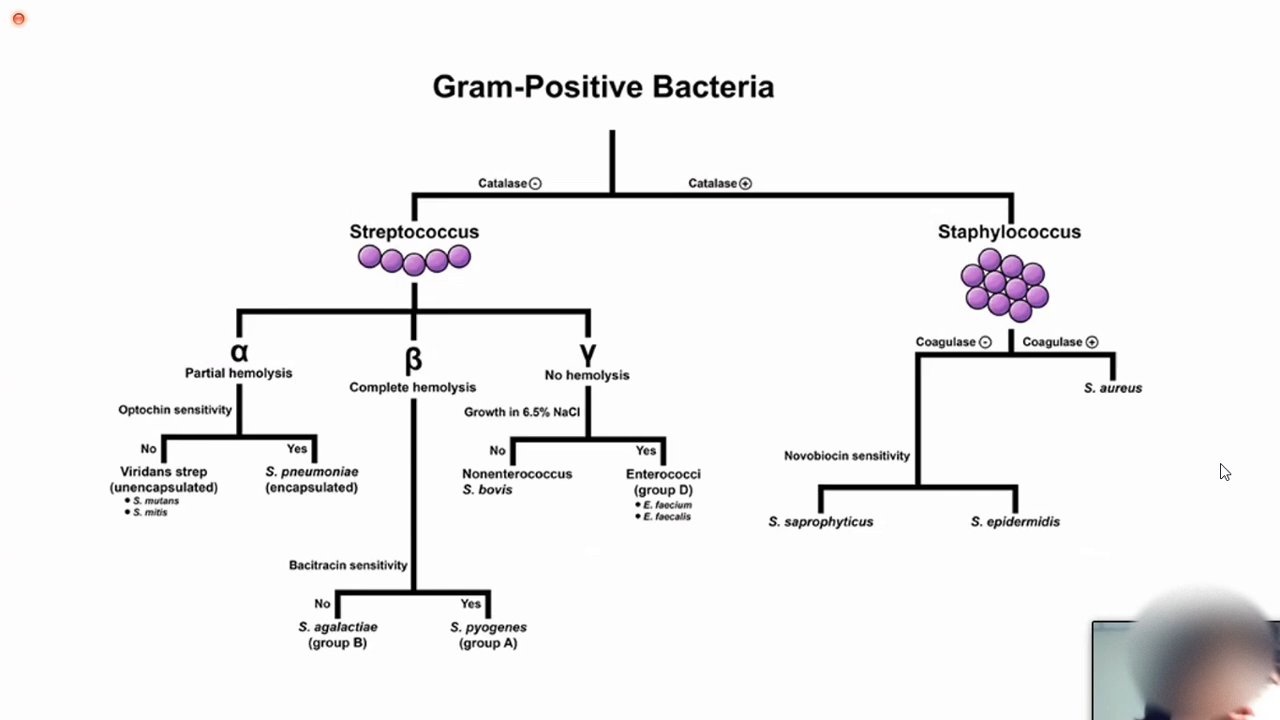 Gram-Positive Bacteria
Catalase⊖
Catalase⊕
Streptococcus
Staphylococcus
Coagulase ⊖
Coagulase ⊕
S. aureus
α
Partial hemolysis
β
Complete hemolysis
γ
No hemolysis
Optochin sensitivity
No
Yes
Viridans strep
(unencapsulated)
• S. mutans
• S. mitis
S. pneumoniae
(encapsulated)
Growth in 6.5% NaCl
No
Yes
Nonenterococcus
S. bovis
Enterococci
(group D)
• E. faecium
• E. faecalis
Novobiocin sensitivity
S. saprophyticus
S. epidermidis
Bacitracin sensitivity
No
Yes
S. agalactiae
(group B)
S. pyogenes
(group A)